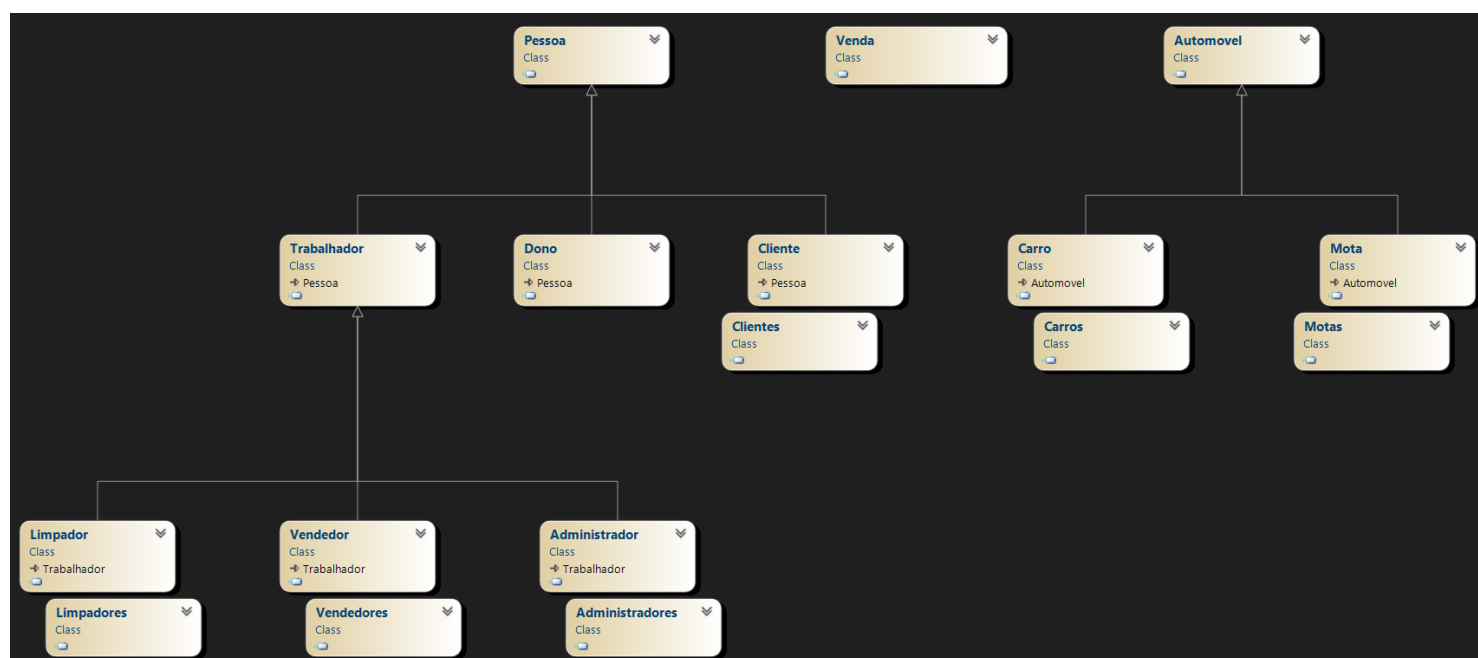 Pessoa
Class
Venda
Class
Automovel
Class
Trabalhador
Class
Pessoa
Dono
Class
Pessoa
Cliente
Class
Pessoa
Carro
Class
Automovel
Mota
Class
Automovel
Clientes
Class
Carros
Class
Motas
Class
Limpador
Class
Trabalhador
Vendedor
Class
Trabalhador
Administrador
Class
Trabalhador
Limpadores
Class
Vendedores
Class
Administradores
Class